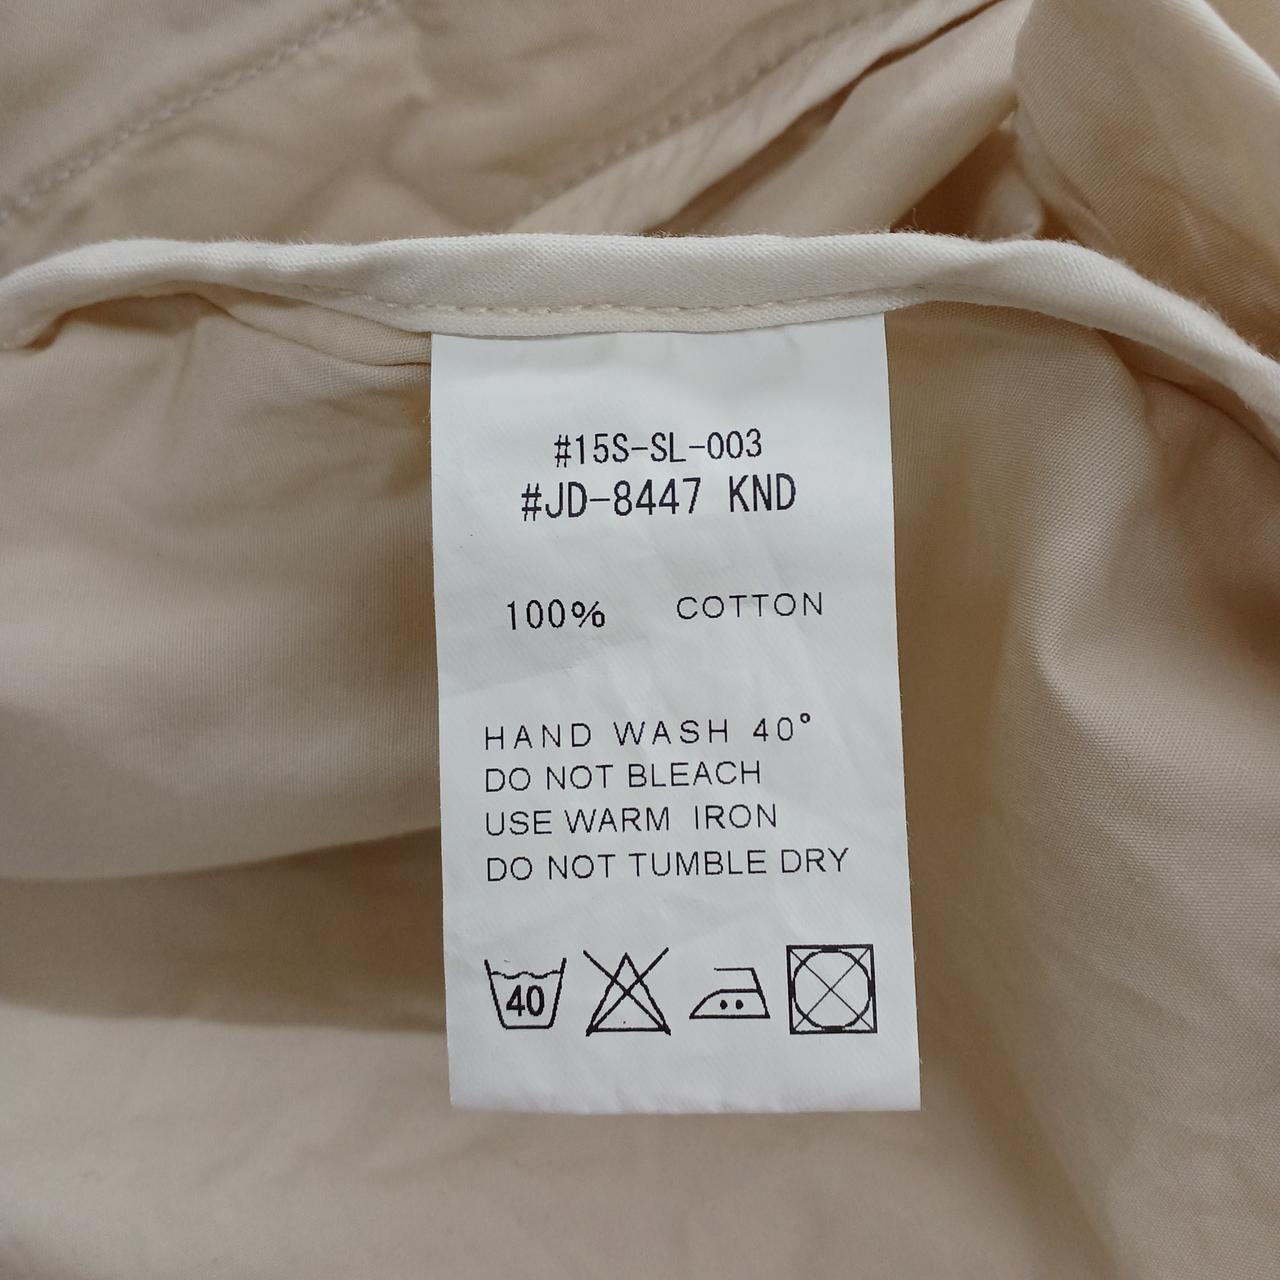 #15S-SL-003
#JD-8447 KND
100% COTTON
HAND WASH 40°
DO NOT BLEACH
USE WARM IRON
DO NOT TUMBLE DRY
40